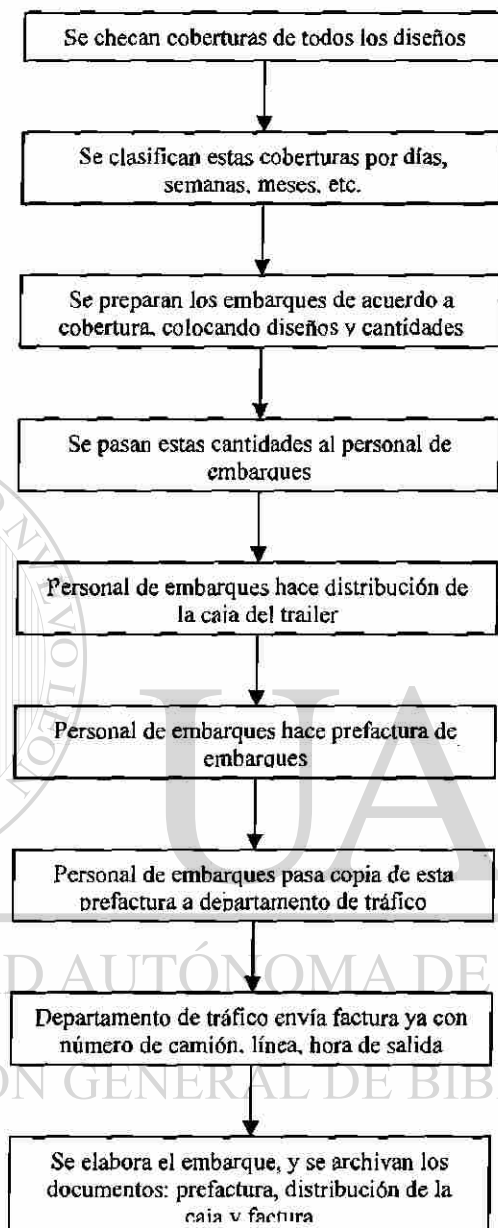 Se checan coberturas de todos los diseños
Se clasifican estas coberturas por días,
semanas, meses, etc.
Se preparan los embarques de acuerdo a
cobertura, colocando diseños y cantidades
Se pasan estas cantidades al personal de
embarques
Personal de embarques hace distribución de
la caja del trailer
Personal de embarques hace prefactura de
embarques
Personal de embarques pasa copia de esta
prefactura a departamento de tráfico
Departamento de tráfico envía factura ya con
número de camión, línea, hora de salida
Se elabora el embarque, y se archivan los
documentos: prefactura, distribución de la
caja y factura
NUEVO LEON
UA
D AUTÓNOMA DE
ÓN GENERAL DE BIB